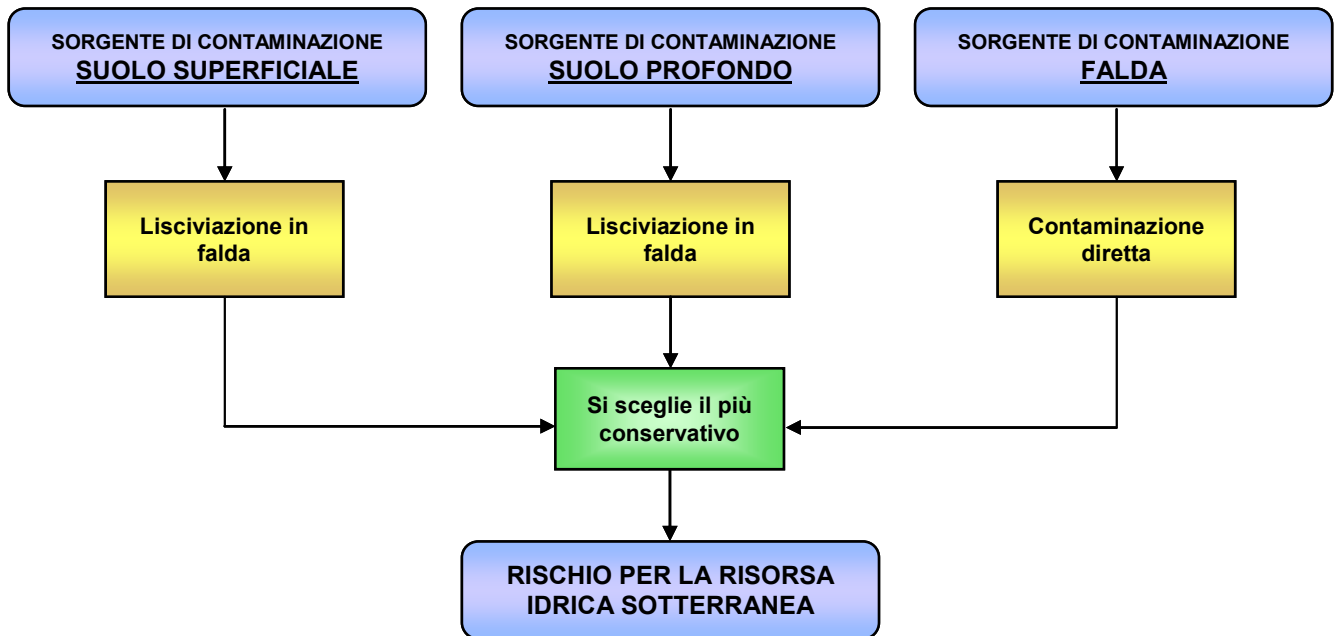 SORGENTE DI CONTAMINAZIONE
SUOLO SUPERFICIALE
SORGENTE DI CONTAMINAZIONE
SUOLO PROFONDO
SORGENTE DI CONTAMINAZIONE
FALDA
Lisciviazione in
falda
Lisciviazione in
falda
Contaminazione
diretta
Si sceglie il più
conservativo
RISCHIO PER LA RISORSA
IDRICA SOTTERRANEA